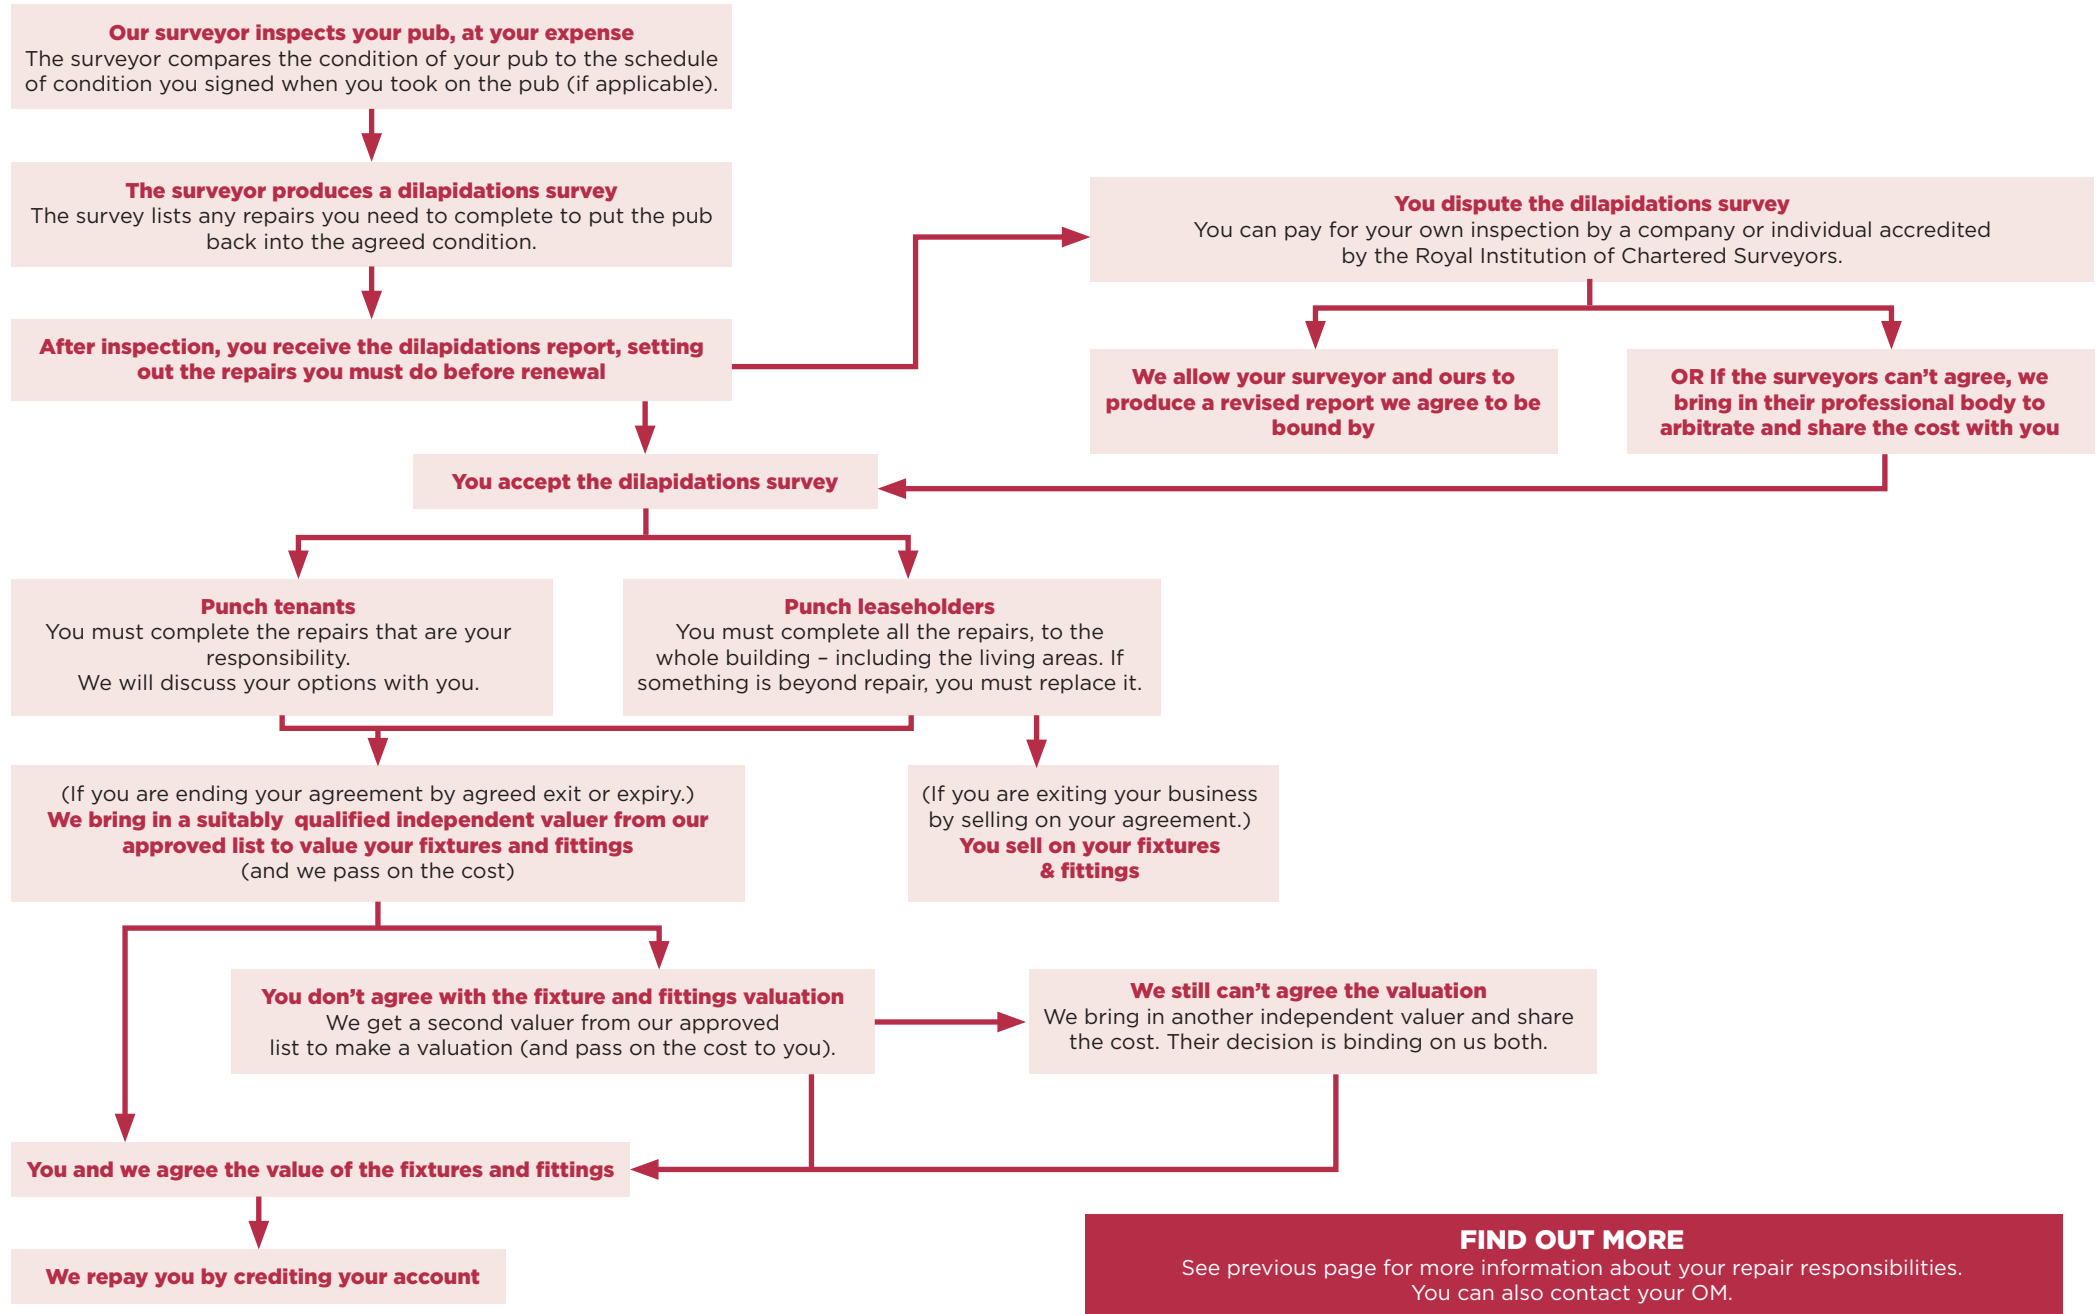 Our surveyor inspects your pub, at your expense
The surveyor compares the condition of your pub to the schedule
of condition you signed when you took on the pub (if applicable).
The surveyor produces a dilapidations survey
The survey lists any repairs you need to complete to put the pub
back into the agreed condition.
You dispute the dilapidations survey
You can pay for your own inspection by a company or individual accredited
by the Royal Institution of Chartered Surveyors.
After inspection, you receive the dilapidations report, setting
out the repairs you must do before renewal
We allow your surveyor and ours to
produce a revised report we agree to be
bound by
OR If the surveyors can’t agree, we
bring in their professional body to
arbitrate and share the cost with you
You accept the dilapidations survey
Punch tenants
You must complete the repairs that are your
responsibility.
We will discuss your options with you.
Punch leaseholders
You must complete all the repairs, to the
whole building – including the living areas. If
something is beyond repair, you must replace it.
(If you are ending your agreement by agreed exit or expiry.)
We bring in a suitably qualified independent valuer from our
approved list to value your fixtures and fittings
(and we pass on the cost)
(If you are exiting your business
by selling on your agreement.)
You sell on your fixtures
& fittings
You don’t agree with the fixture and fittings valuation
We get a second valuer from our approved
list to make a valuation (and pass on the cost to you).
We still can’t agree the valuation
We bring in another independent valuer and share
the cost. Their decision is binding on us both.
You and we agree the value of the fixtures and fittings
We repay you by crediting your account
FIND OUT MORE
See previous page for more information about your repair responsibilities.
You can also contact your OM.